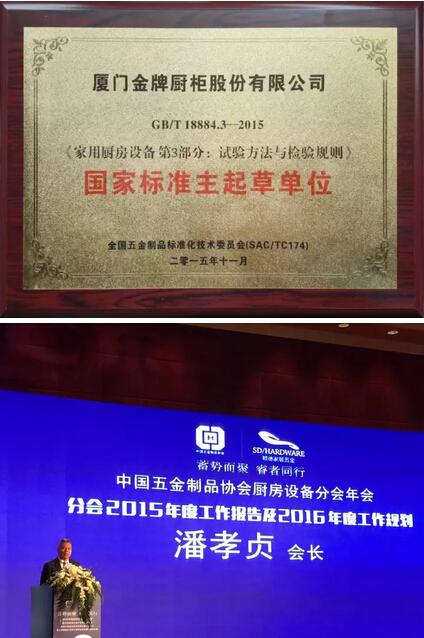 厦门金牌厨柜股份有限公司
GB/T 18884.3—2015
《家用厨房设备 第3部分：试验方法与检验规则》
国家标准主起草单位
全国五金制品标准化技术委员会(SAC/TC174)
二零一五年十一月
SD/HARDWARE
蓄势而聚 睿者同行
中国五金制品协会厨房设备分会年会
分会2015年度工作报告及2016年度工作规划
潘孝贞 会长